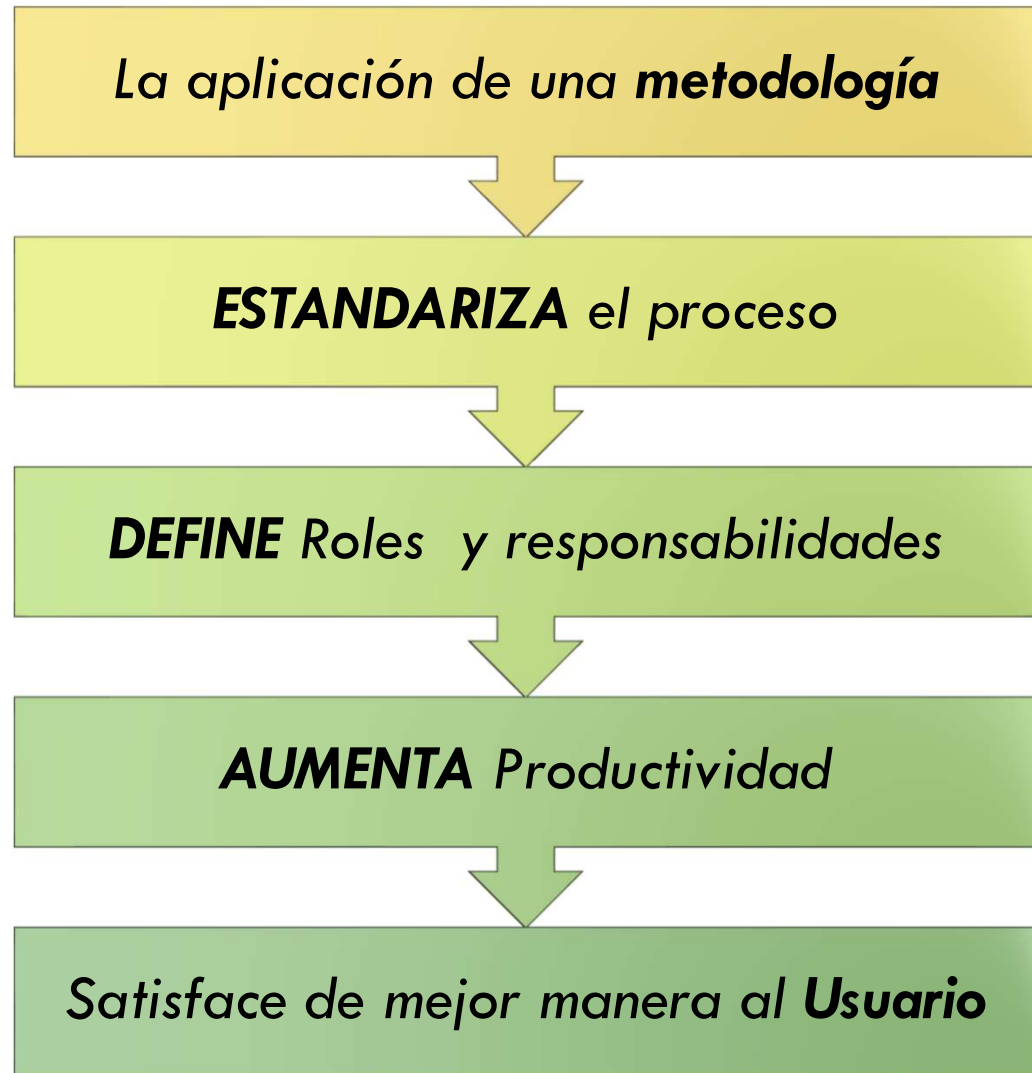 La aplicación de una metodología
ESTANDARIZA el proceso
DEFINE Roles y responsabilidades
AUMENTA Productividad
Satisface de mejor manera al Usuario